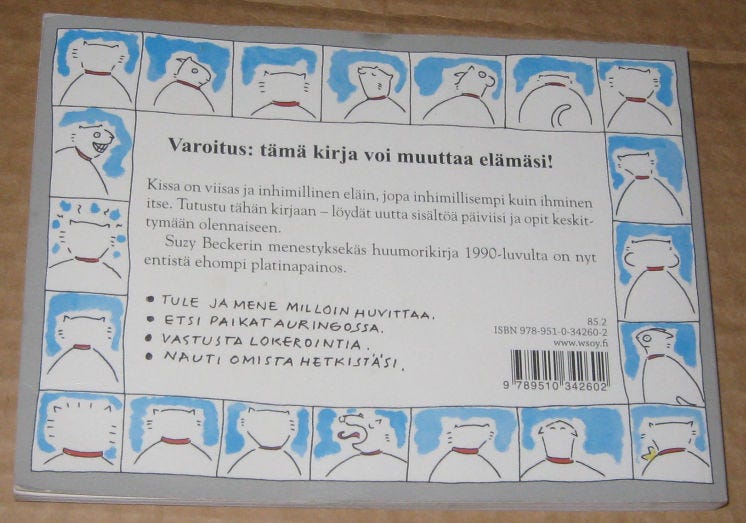 Varoitus: tämä kirja voi muuttaa elämäsi!
Kissa on viisas ja inhimillinen eläin, jopa inhimillisempi kuin ihminen
itse. Tutustu tähän kirjaan – löydät uutta sisältöä päiviisi ja opit keskit-
tymään olennaiseen.
Suzy Beckerin menestyksekäs huumorikirja 1990-luvulta on nyt
entistä ehompi platinapainos.
• TULE JA MENE MILLOIN HUVITTAA.
• ETSI PAIKAT AURINGOSSA.
• VASTUSTA LOKEROINTIA.
• NAUTI OMISTA HETKISTÄSI.
85.2
ISBN 978-951-0-34260-2
www.wsoy.fi
9 789510 342602